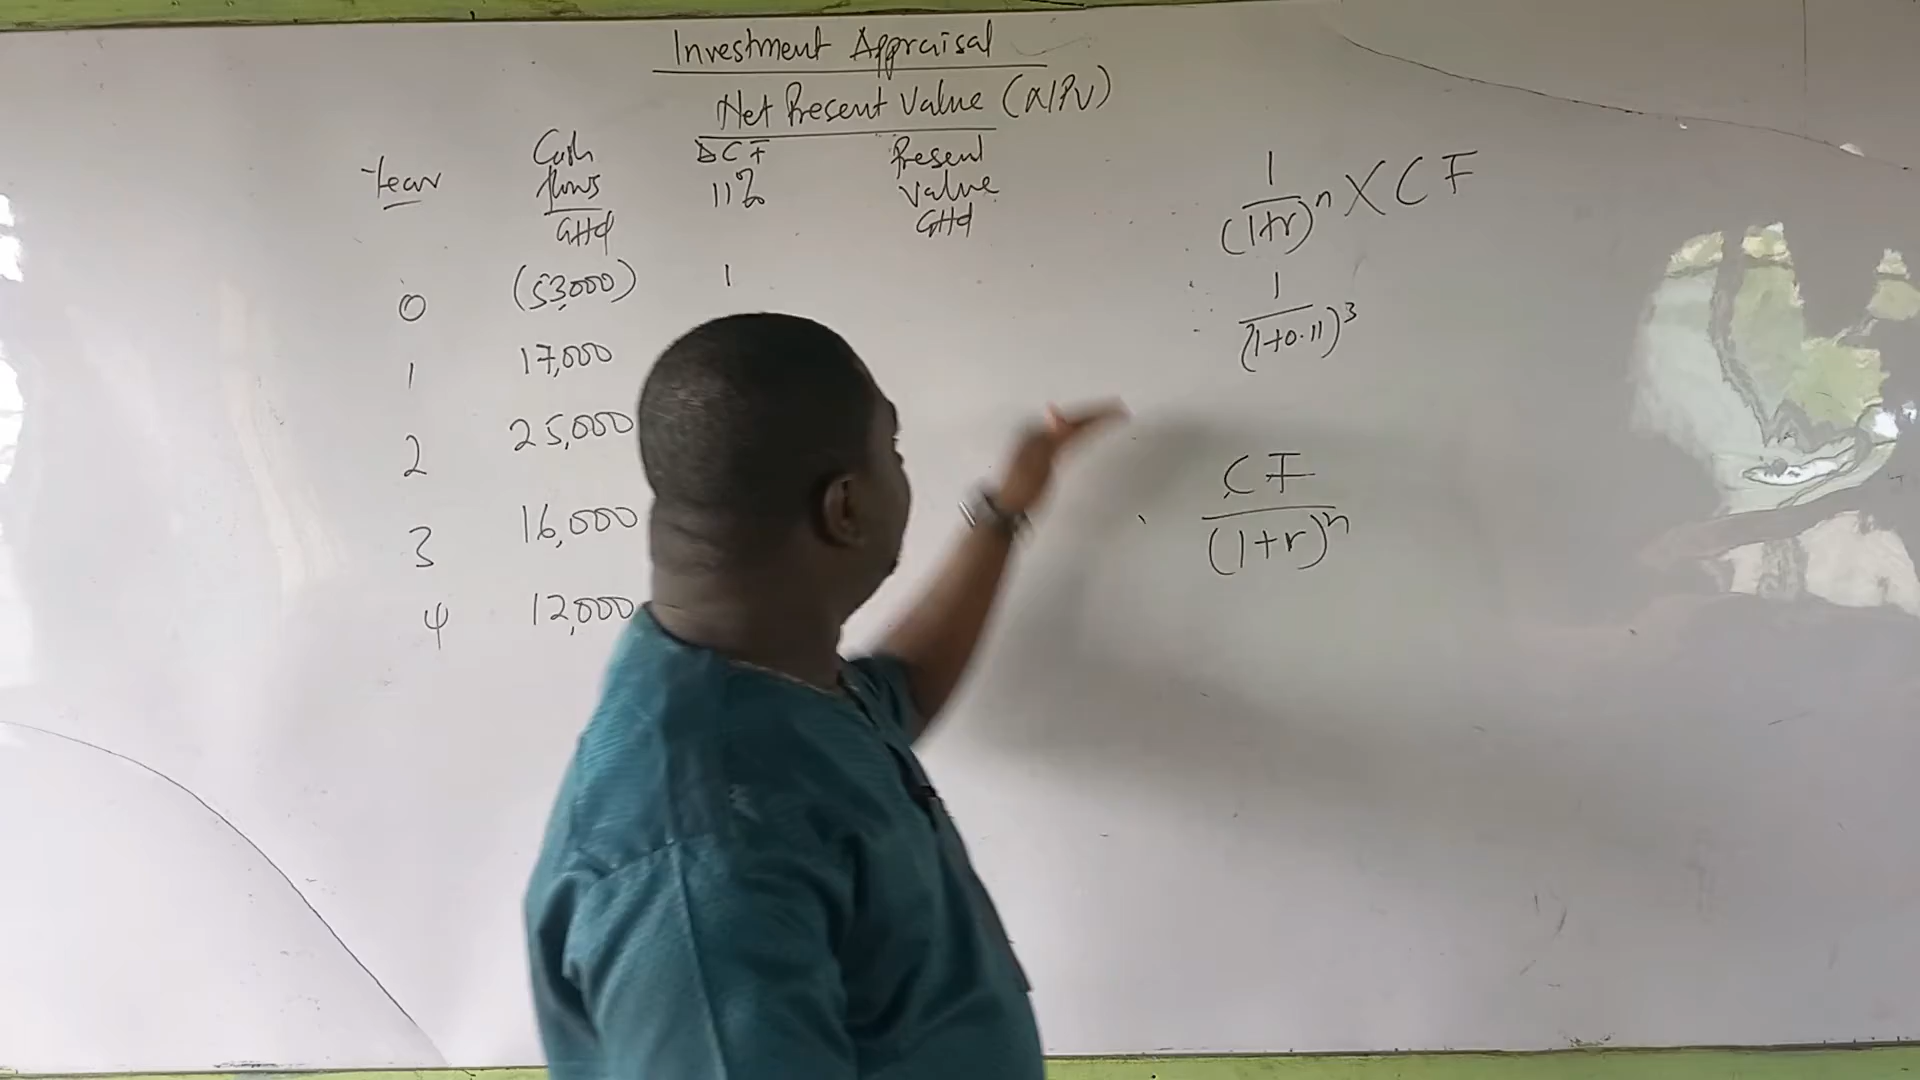 Investment Appraisal
Net Present Value (NPV)
Year
Cash
flows
GH¢
DCF
11%
Present
Value
GH¢
0 (53,000) 1
1 17,000
2 25,000
3 16,000
4 12,000
1
(1+r)ⁿ X CF
1
(1+0.11)³
CF
(1+r)ⁿ